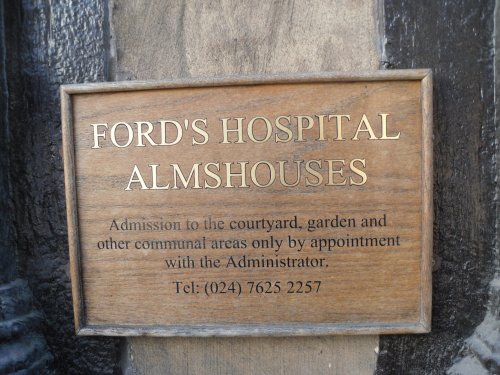 FORD'S HOSPITAL
ALMSHOUSES
Admission to the courtyard, garden and
other communal areas only by appointment
with the Administrator.
Tel: (024) 7625 2257